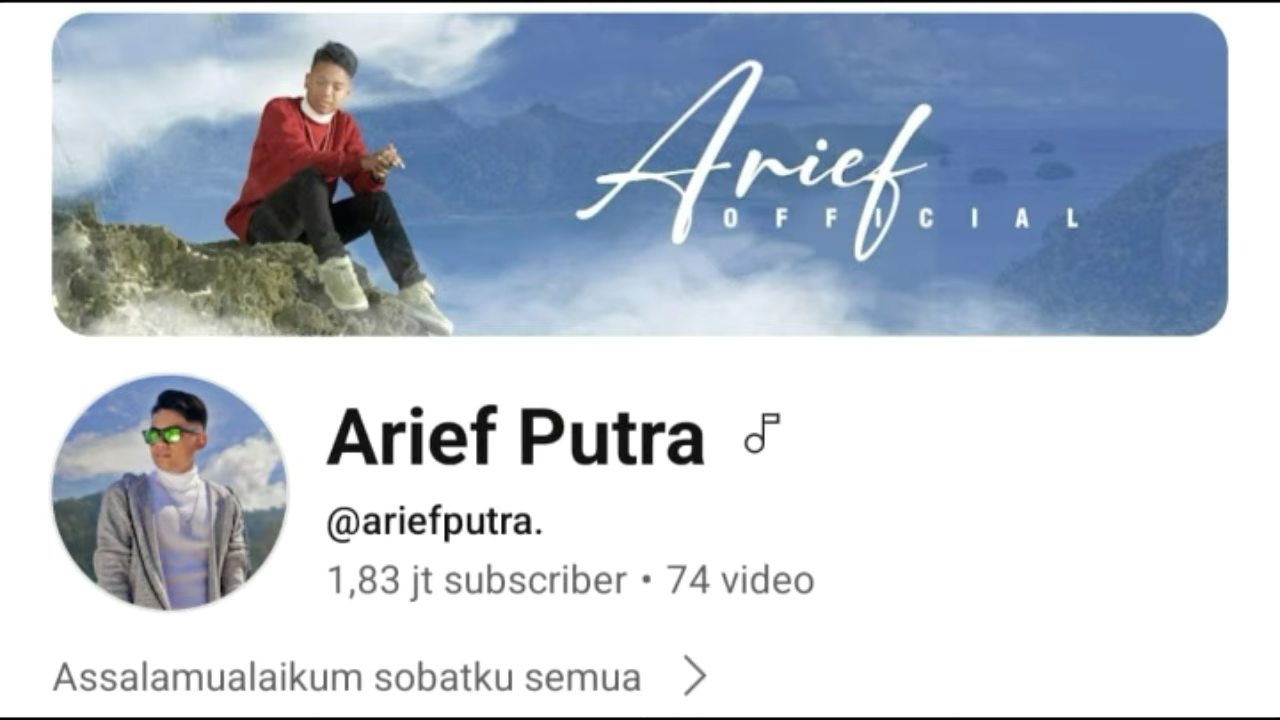 Arief
OFFICIAL
Arief Putra
@ariefputra.
1,83 jt subscriber • 74 video
Assalamualaikum sobatku semua